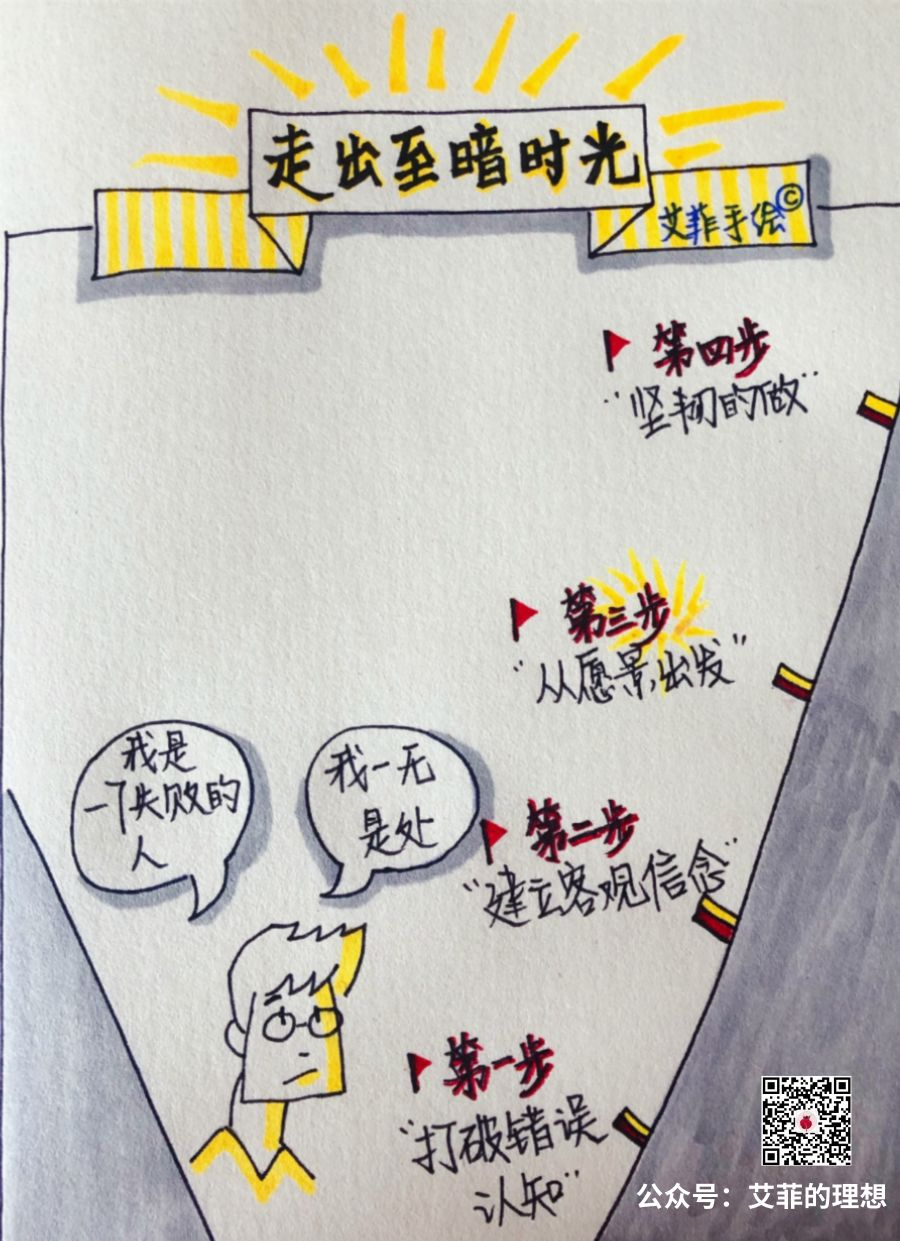 走出至暗时光
艾菲手绘©
第四步
“坚韧的做”
第三步
“从愿景出发”
我是
一个失败的
人
我一无
是处
第二步
“建立客观信念”
第一步
“打破错误
认知”
公众号：艾菲的理想